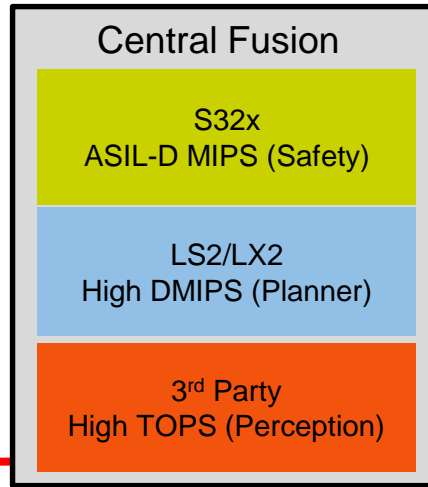 Central Fusion
S32x
ASIL-D MIPS (Safety)
LS2/LX2
High DMIPS (Planner)
3rd Party
High TOPS (Perception)